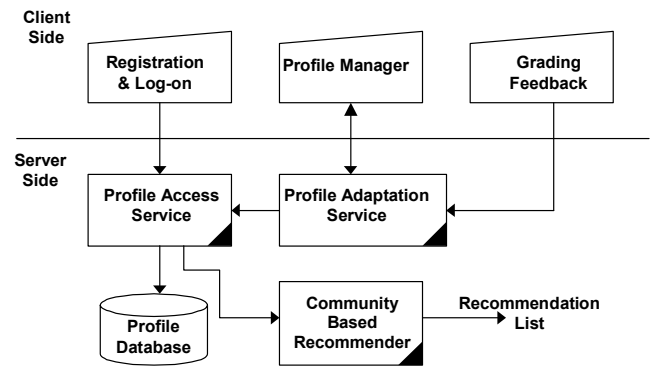 Client
Side
Registration
& Log-on
Profile Manager
Grading
Feedback
Server
Side
Profile Access
Service
Profile Adaptation
Service
Profile
Database
Community
Based
Recommender
Recommendation
List